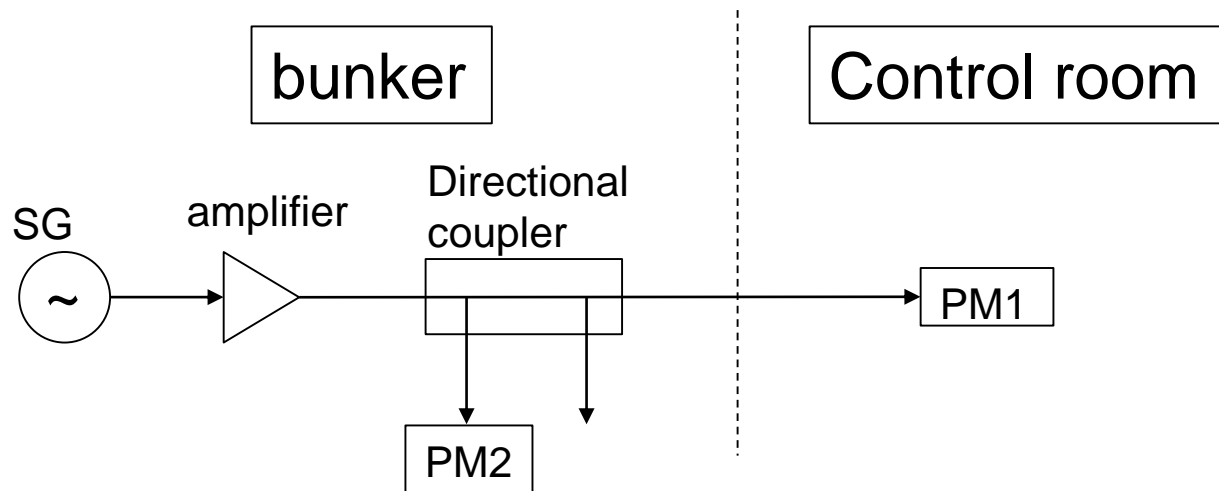 bunker
Control room
Directional
coupler
amplifier
SG
~
PM1
PM2